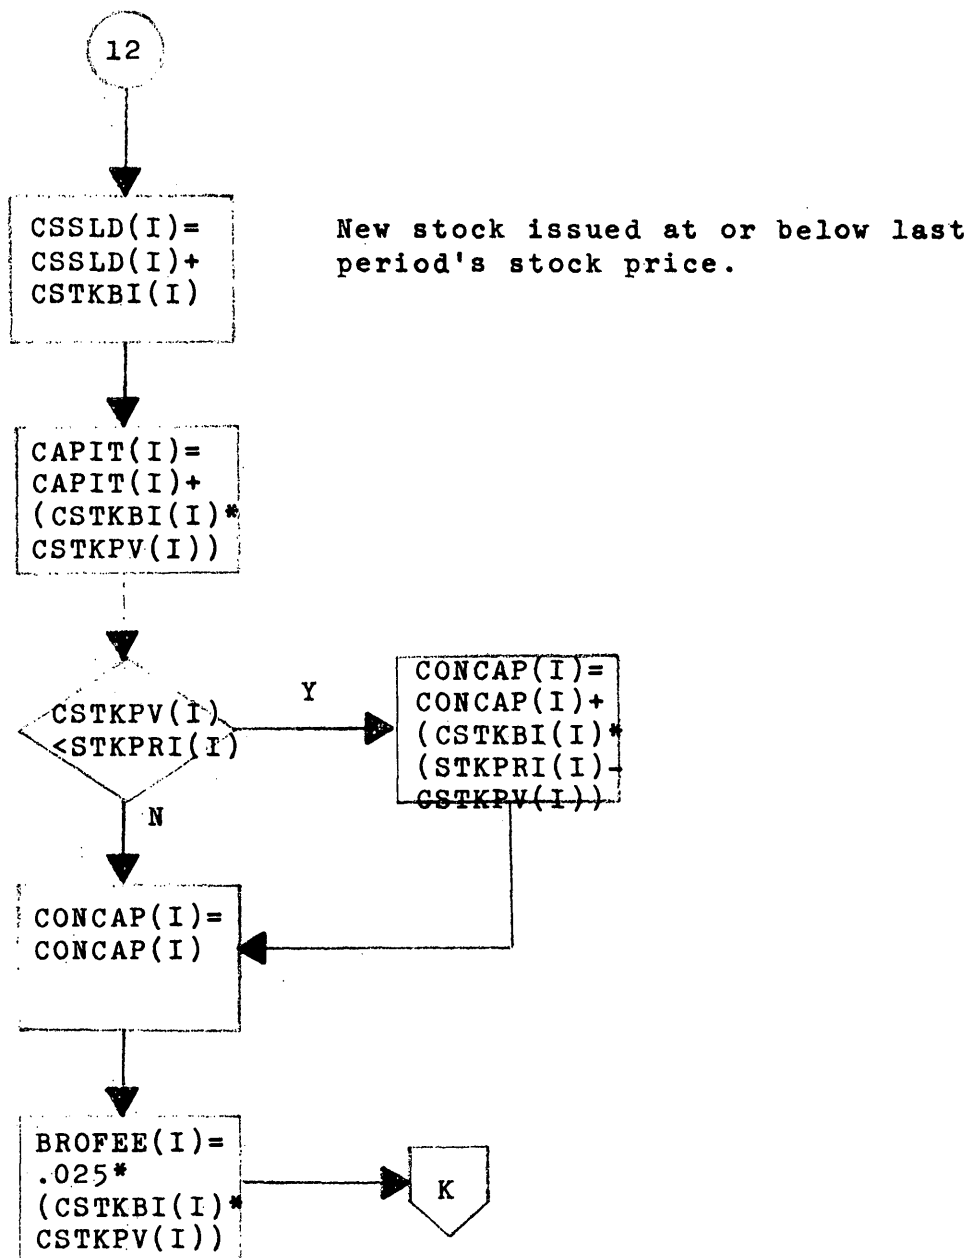 12
CSSLD(I)=
CSSLD(I)+
CSTKBI(I)
New stock issued at or below last
period's stock price.
CAPIT(I)=
CAPIT(I)+
(CSTKBI(I)*
CSTKPV(I))
CSTKPV(I)
<STKPRI(I)
Y
CONCAP(I)=
CONCAP(I)+
(CSTKBI(I)*
(STKPRI(I)-
CSTKPV(I))
N
CONCAP(I)=
CONCAP(I)
BROFEE(I)=
.025*
(CSTKBI(I)*
CSTKPV(I))
K